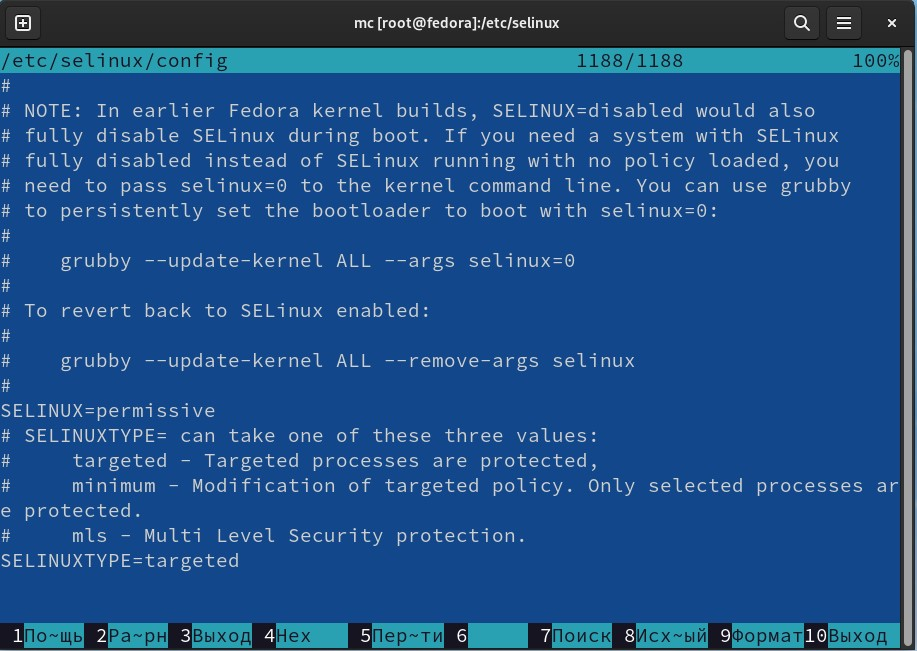 mc [root@fedora]:/etc/selinux
/etc/selinux/config 1188/1188 100%
#
# NOTE: In earlier Fedora kernel builds, SELINUX=disabled would also
# fully disable SELinux during boot. If you need a system with SELinux
# fully disabled instead of SELinux running with no policy loaded, you
# need to pass selinux=0 to the kernel command line. You can use grubby
# to persistently set the bootloader to boot with selinux=0:
#
#    grubby --update-kernel ALL --args selinux=0
#
# To revert back to SELinux enabled:
#
#    grubby --update-kernel ALL --remove-args selinux
#
SELINUX=permissive
# SELINUXTYPE= can take one of these three values:
#     targeted - Targeted processes are protected,
#     minimum - Modification of targeted policy. Only selected processes ar
e protected.
#     mls - Multi Level Security protection.
SELINUXTYPE=targeted
1По~щь 2Ра~рн 3Выход 4Hex 5Пер~ти 6 7Поиск 8Исх~ый 9Формат 10Выход